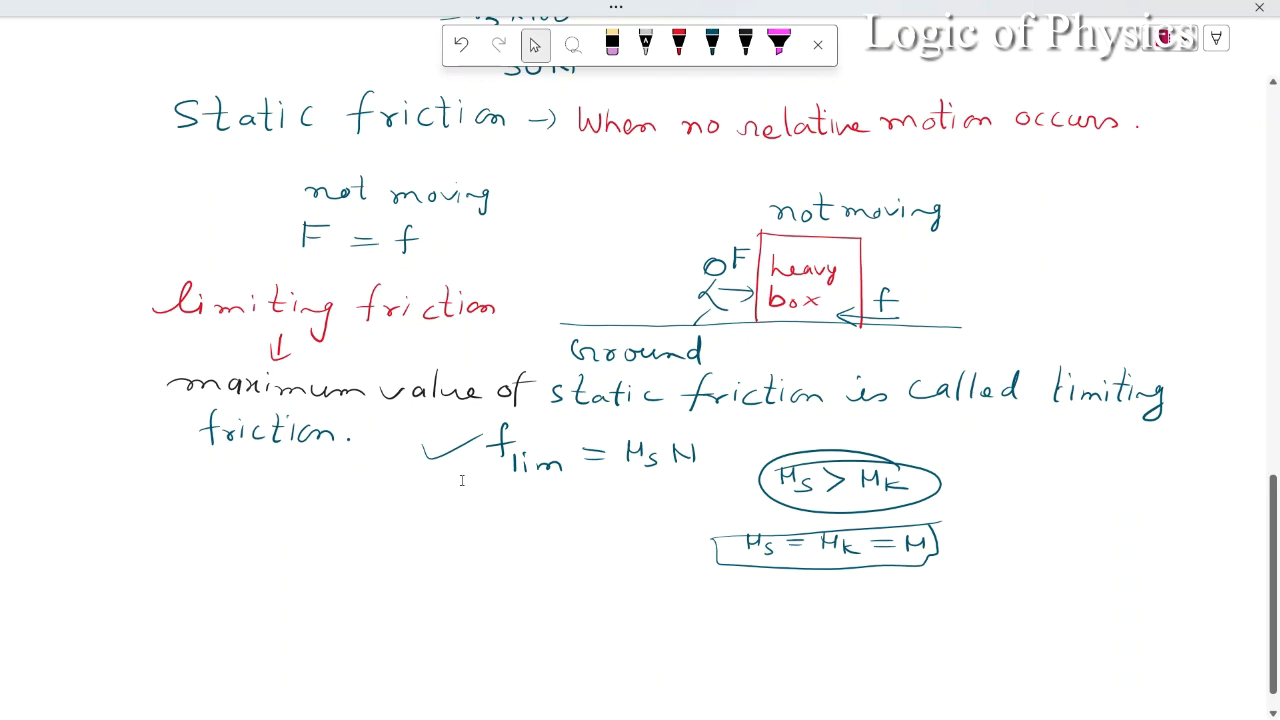 Logic of Physics
Static friction → When no relative motion occurs.
not moving
F = f
not moving
F
heavy
box
f
limiting friction
Ground
maximum value of static friction is called limiting
friction.
f lim = μs N
μs > μk
μs = μk = μ